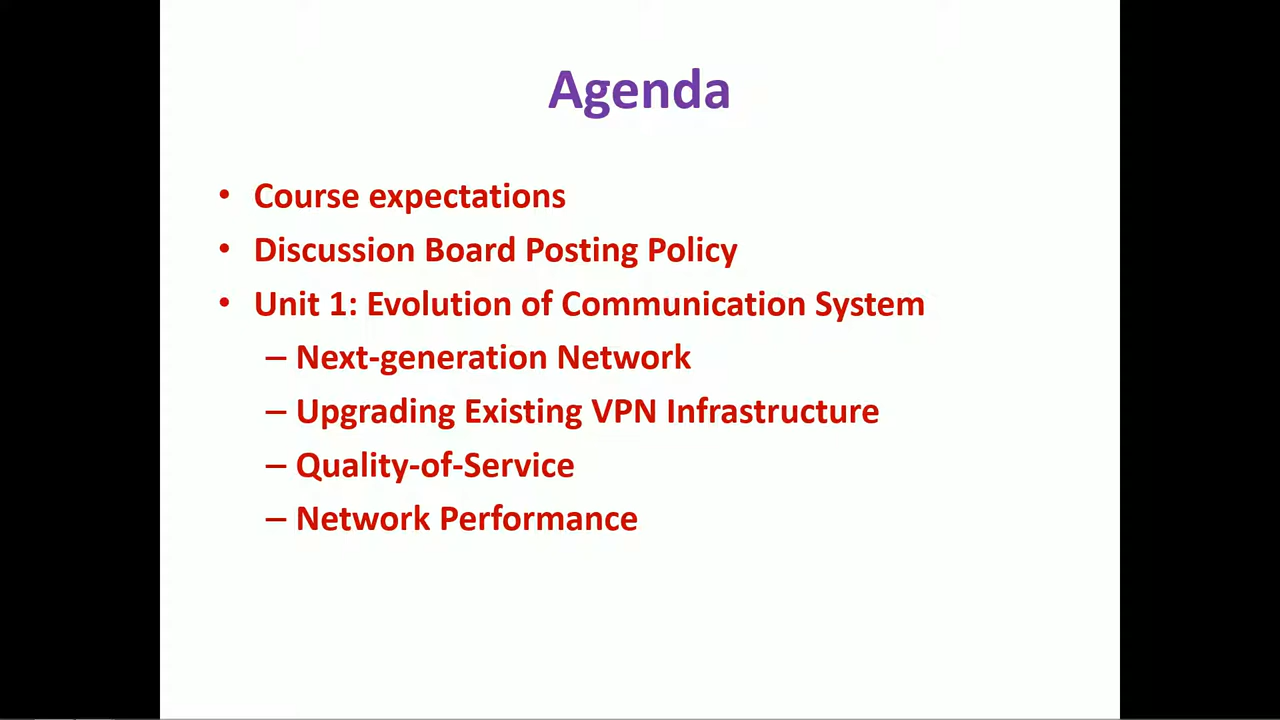 Agenda
• Course expectations
• Discussion Board Posting Policy
• Unit 1: Evolution of Communication System
– Next-generation Network
– Upgrading Existing VPN Infrastructure
– Quality-of-Service
– Network Performance